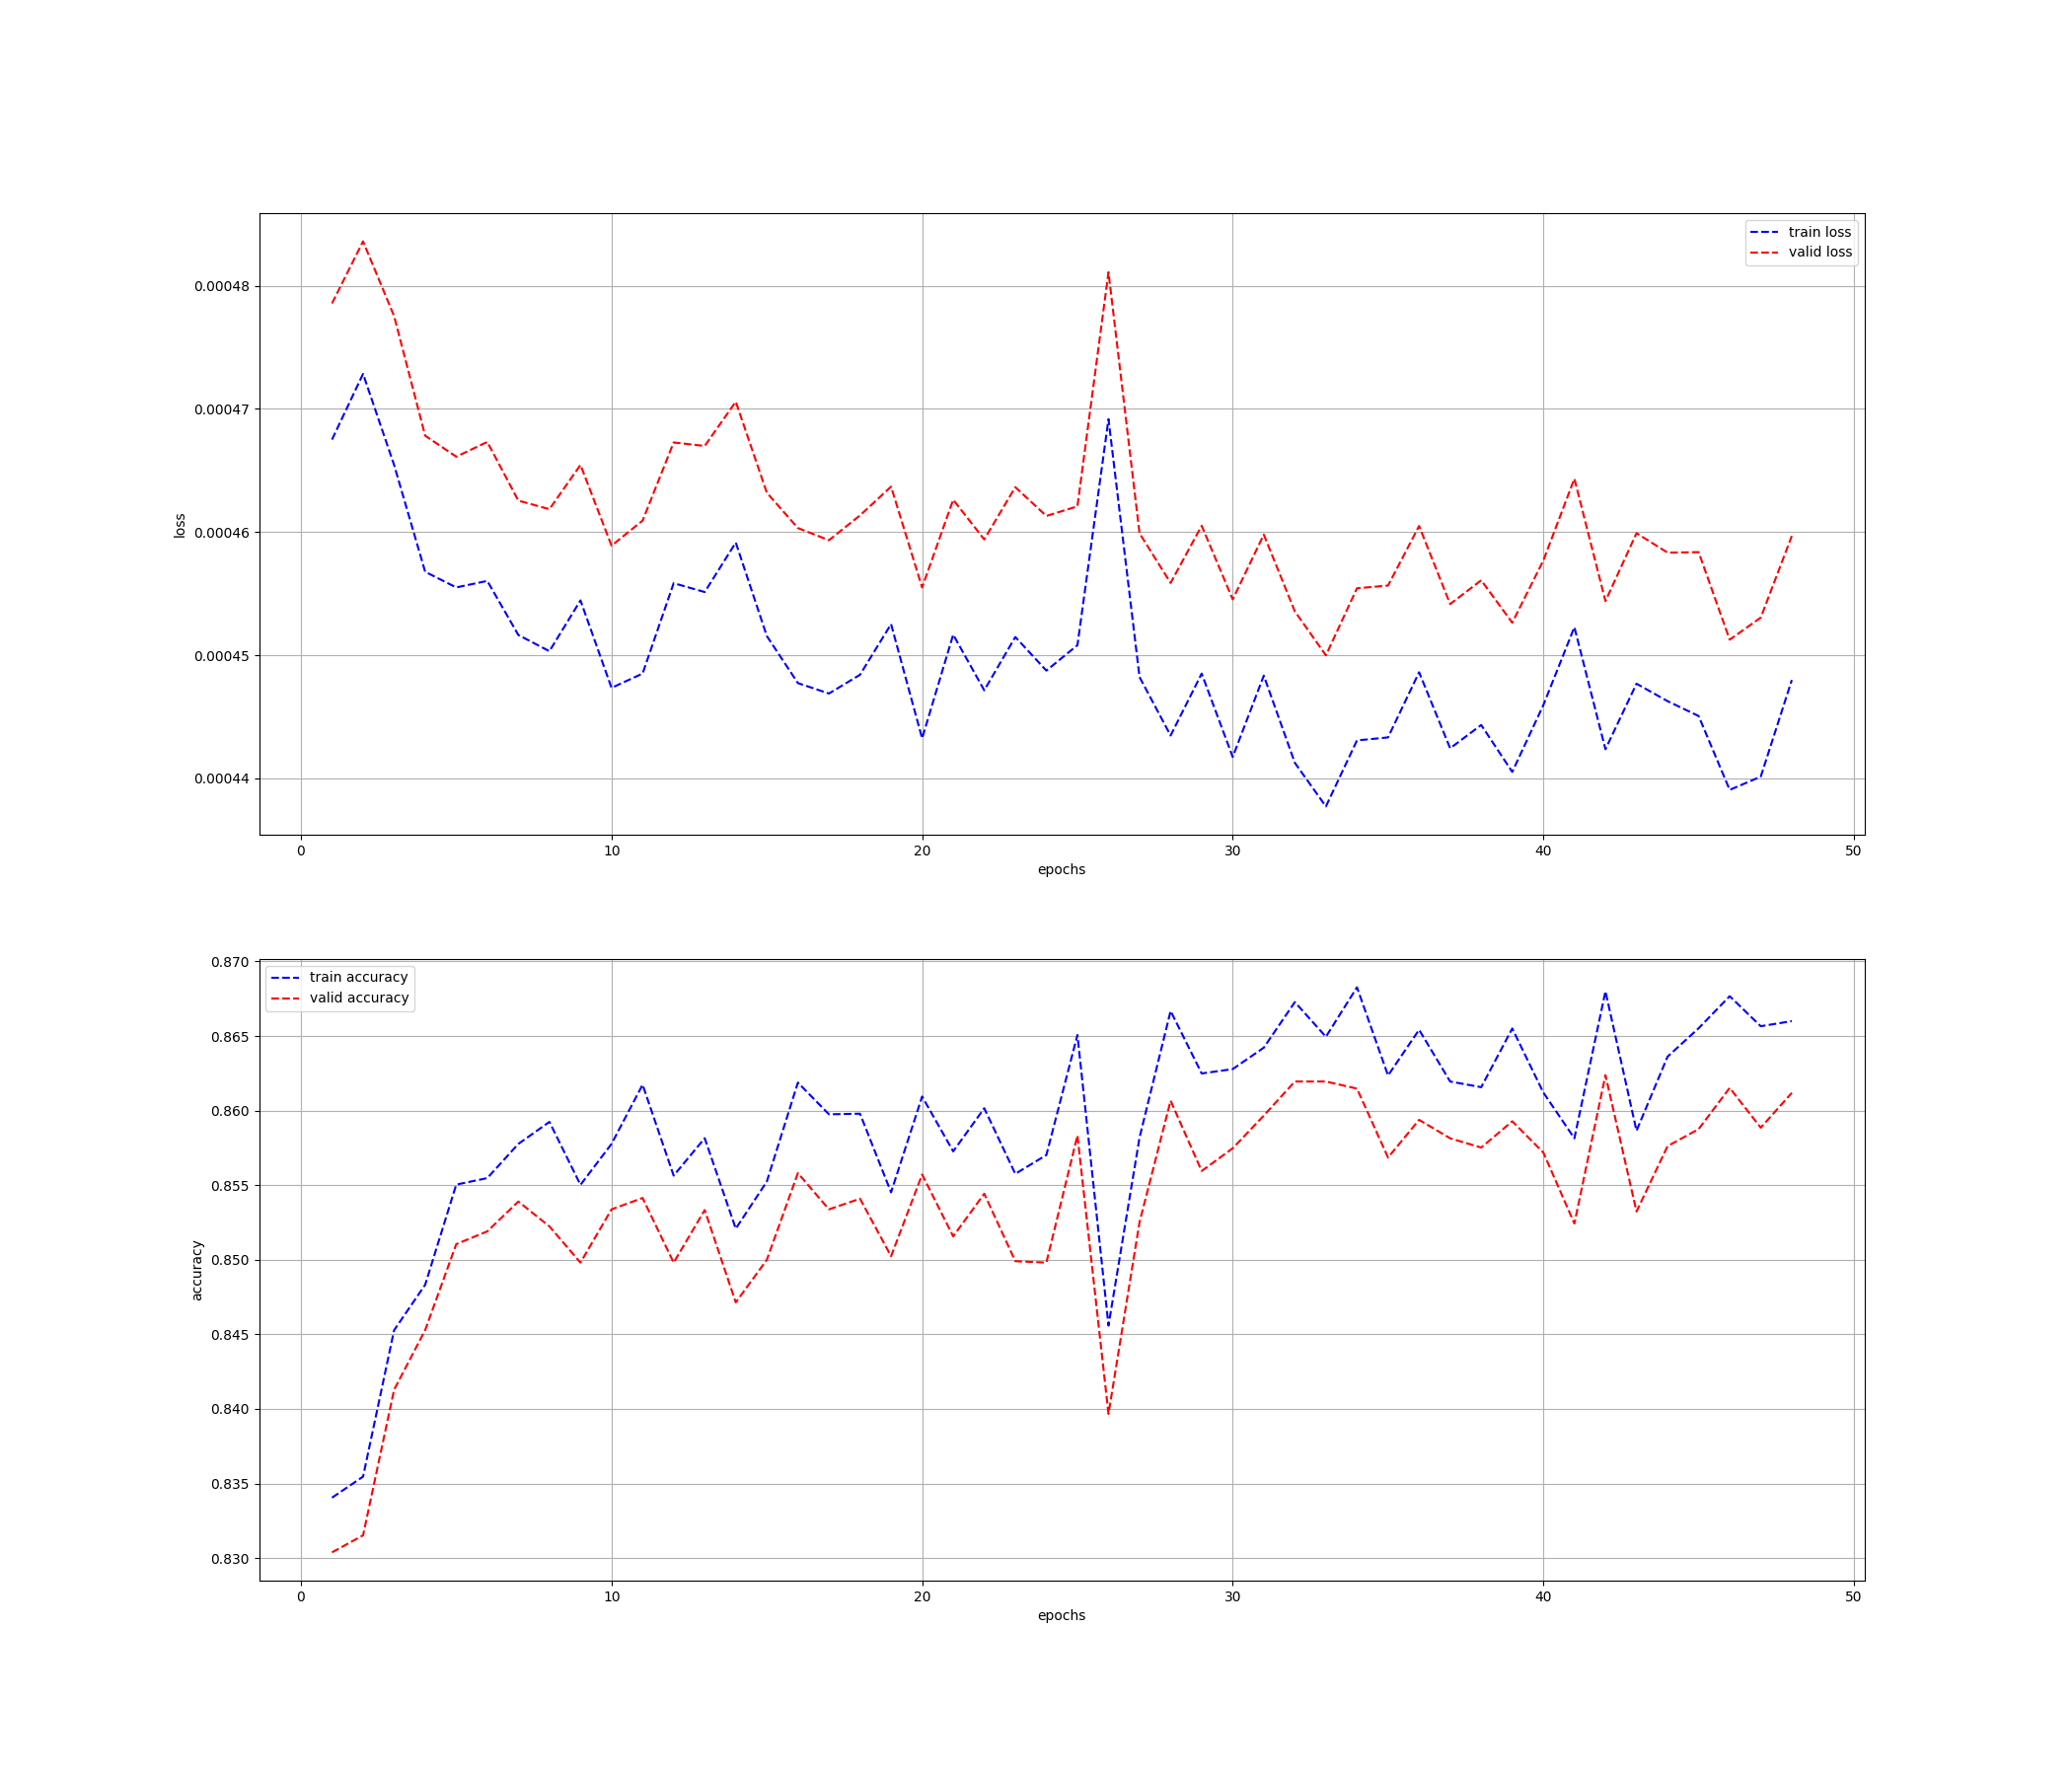 train loss
valid loss
0.00048
0.00047
0.00046
0.00045
0.00044
loss
0 10 20 30 40 50
epochs
train accuracy
valid accuracy
0.870
0.865
0.860
0.855
0.850
0.845
0.840
0.835
0.830
accuracy
0 10 20 30 40 50
epochs